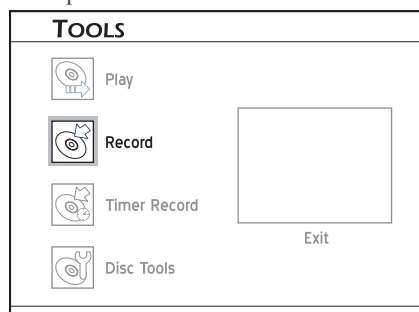 TOOLS
Play
Record
Timer Record
Exit
Disc Tools